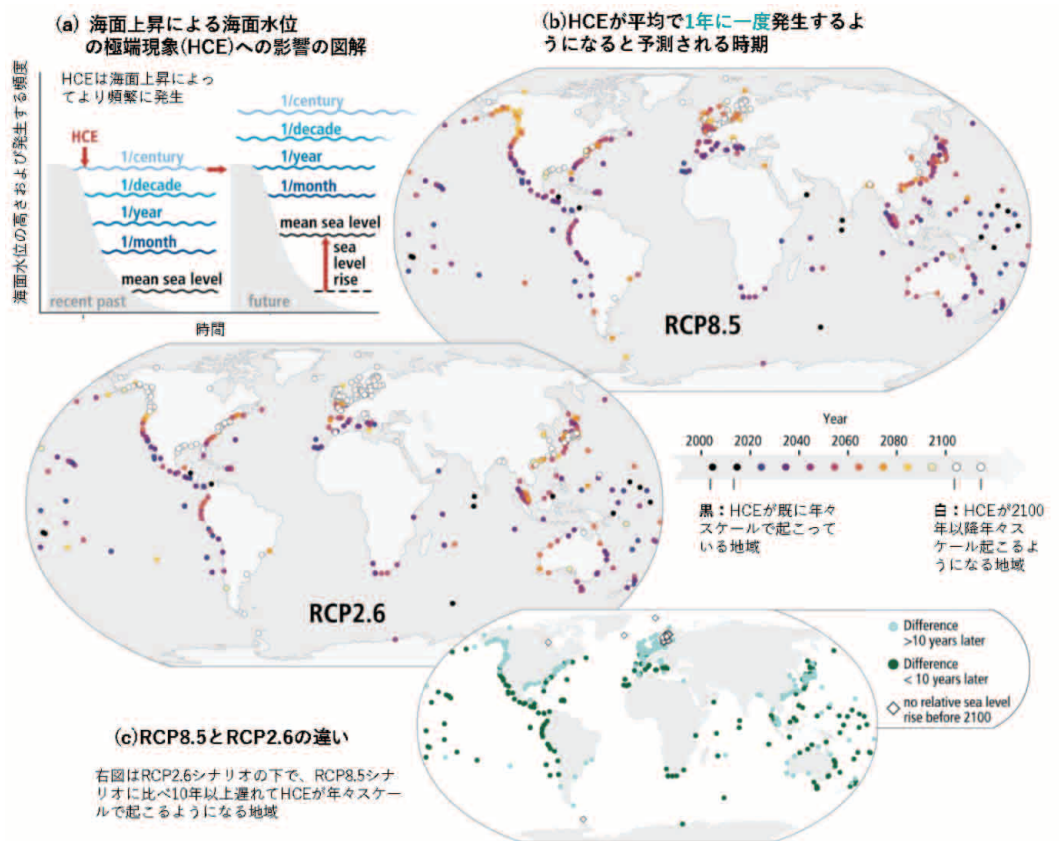 (a) 海面上昇による海面水位
の極端現象(HCE)への影響の図解
海面水位の高さおよび発生する頻度
HCEは海面上昇によっ
てより頻繁に発生
HCE
1/century
1/decade
1/year
1/month
mean sea level
recent past
1/century
1/decade
1/year
1/month
mean sea level
sea
level
rise
future
時間
(b)HCEが平均で1年に一度発生するよ
うになると予測される時期
RCP8.5
RCP2.6
Year
2000 2020 2040 2060 2080 2100
黒：HCEが既に年々
スケールで起こって
いる地域
白：HCEが2100
年以降年々ス
ケール起こるよ
うになる地域
(c)RCP8.5とRCP2.6の違い
右図はRCP2.6シナリオの下で、RCP8.5シナ
リオに比べ10年以上遅れてHCEが年々スケー
ルで起こるようになる地域
Difference
>10 years later
Difference
< 10 years later
no relative sea level
rise before 2100